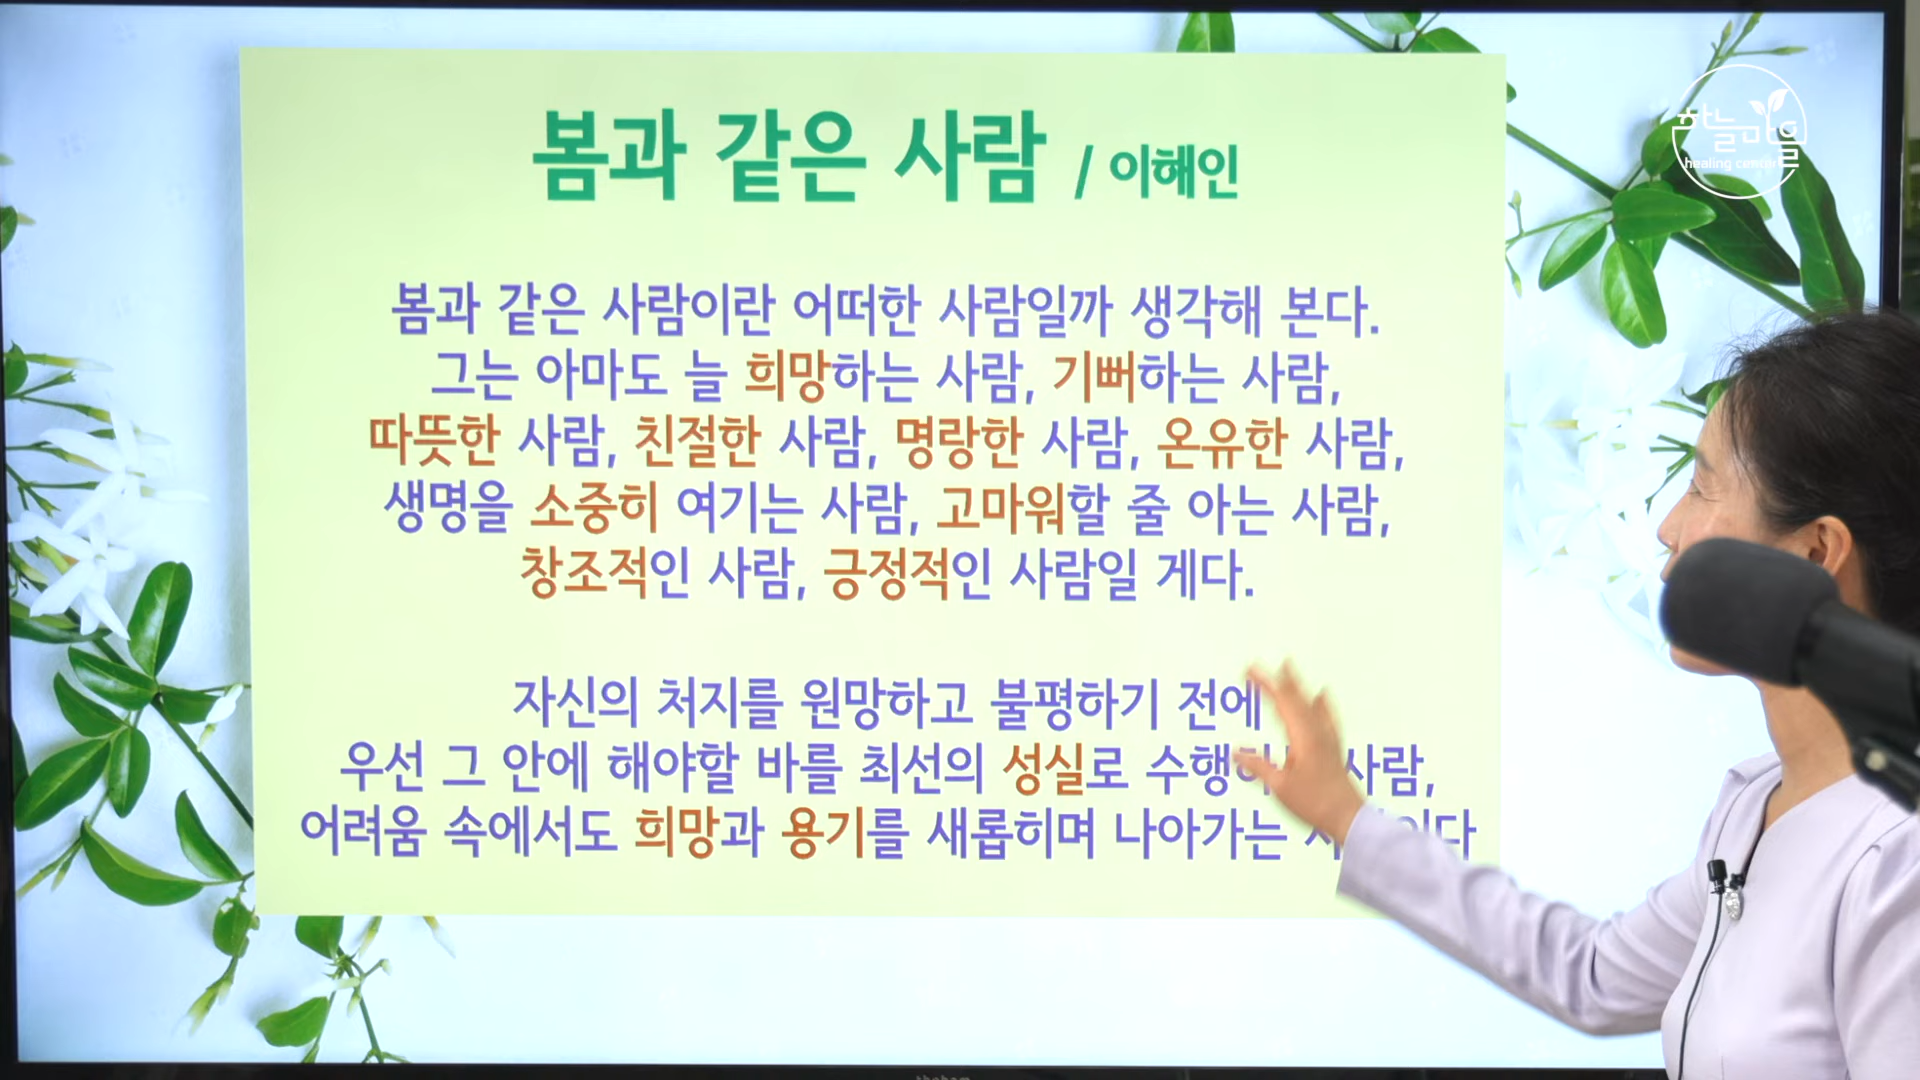 봄과 같은 사람 / 이혜인
하늘마을
healing center
봄과 같은 사람이란 어떠한 사람일까 생각해 본다.
그는 아마도 늘 희망하는 사람, 기뻐하는 사람,
따뜻한 사람, 친절한 사람, 명랑한 사람, 온유한 사람,
생명을 소중히 여기는 사람, 고마워할 줄 아는 사람,
창조적인 사람, 긍정적인 사람일 게다.
자신의 처지를 원망하고 불평하기 전에
우선 그 안에 해야할 바를 최선의 성실로 사람,
어려움 속에서도 희망과 용기를 새롭히며 나아가는